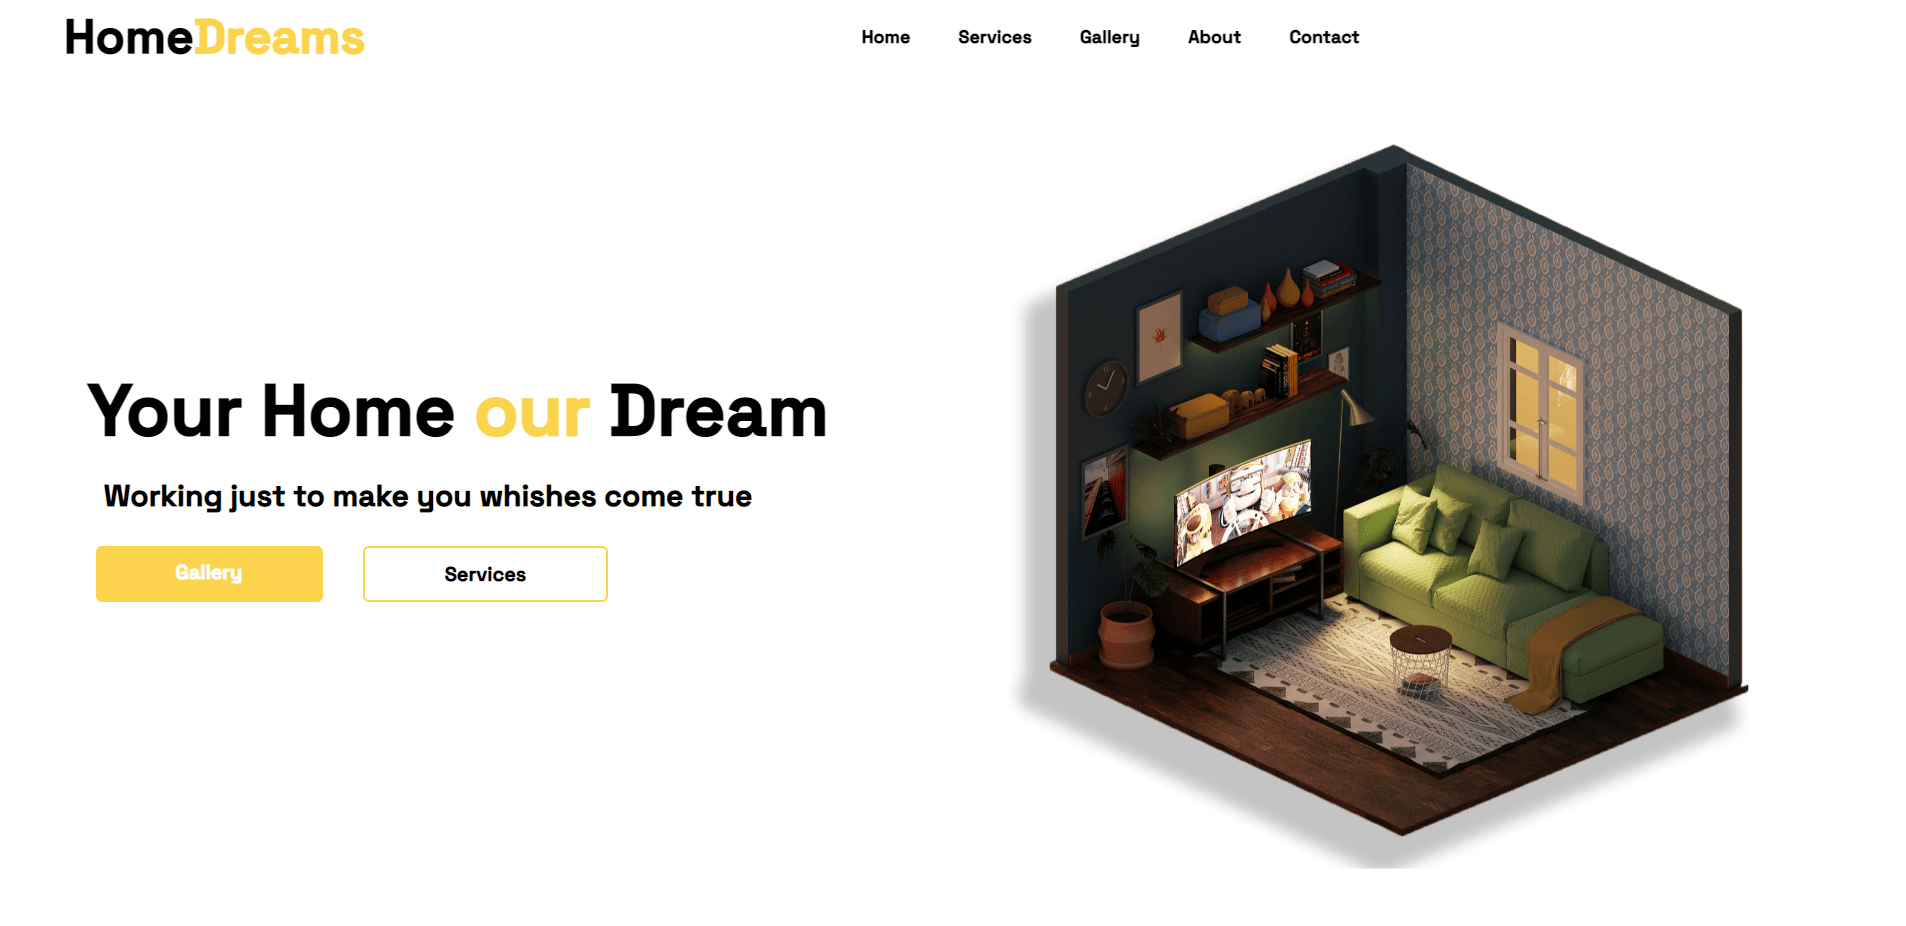 HomeDreams
Home Services Gallery About Contact
Your Home our Dream
Working just to make you whishes come true
Gallery Services